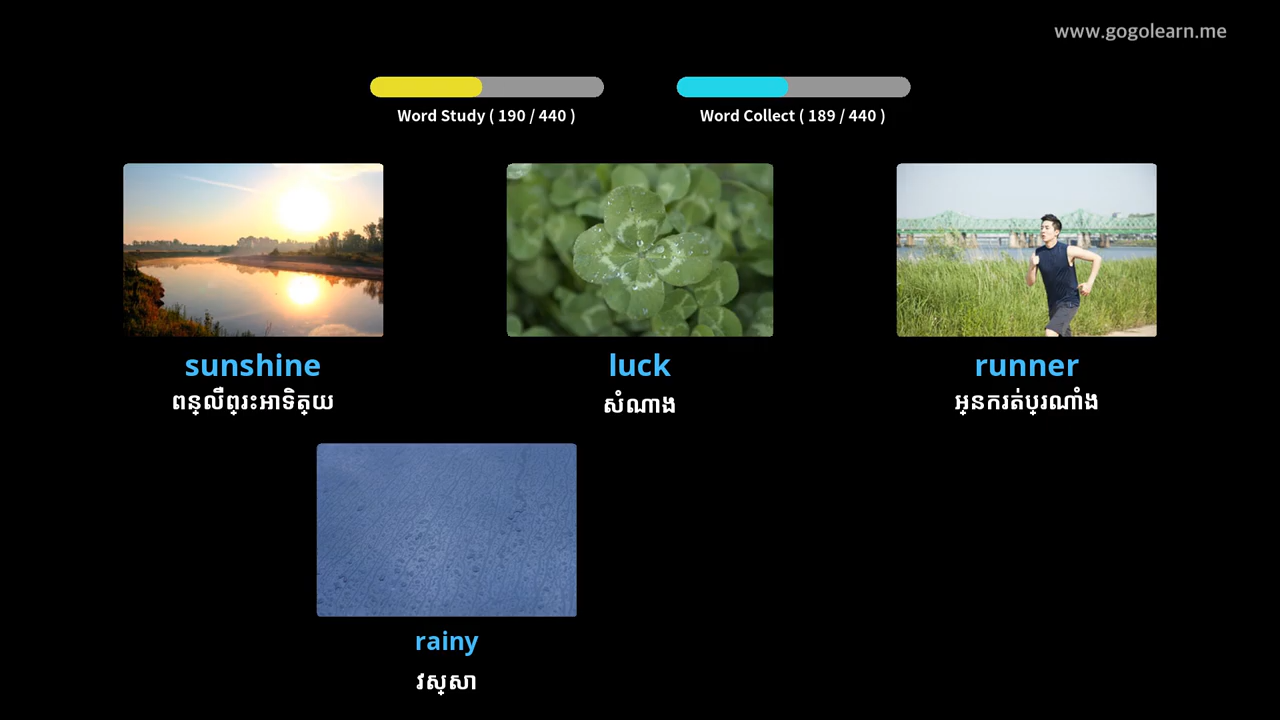 www.gogolearn.me
Word Study ( 190 / 440 )
Word Collect ( 189 / 440 )
sunshine
ពន្លឺព្រះអាទិត្យ
luck
សំណាង
runner
អ្នករត់ប្រណាំង
rainy
វស្សា